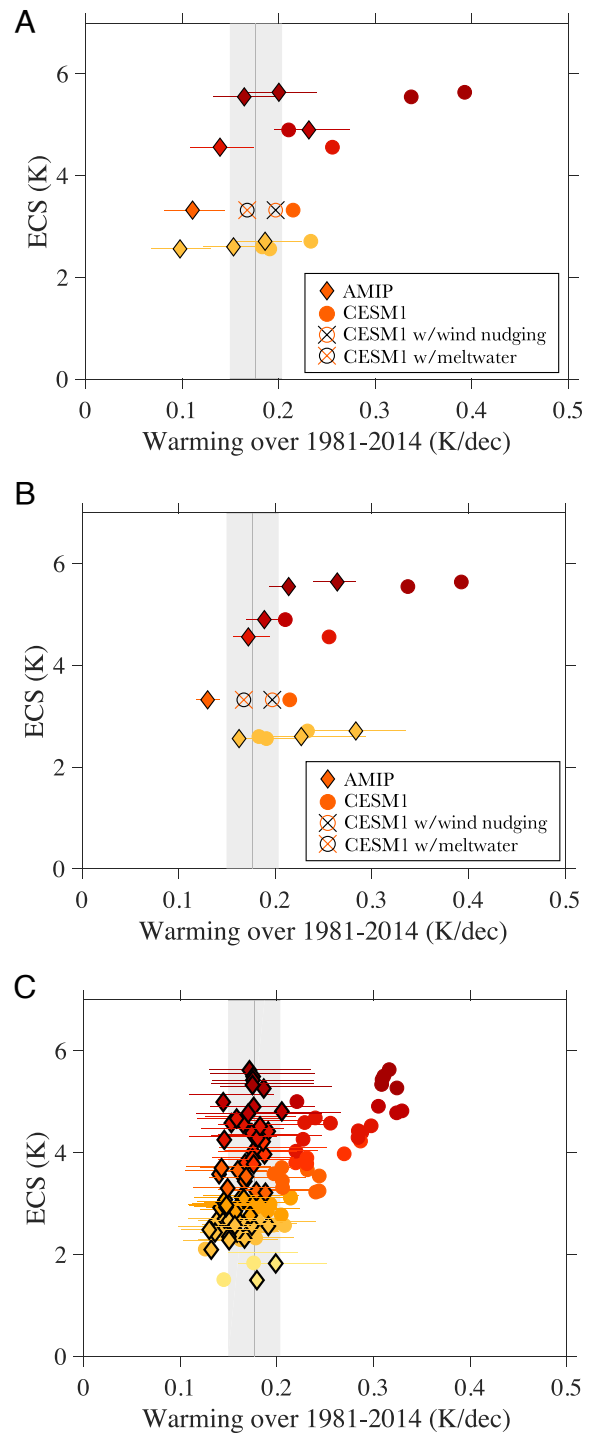 A
6
4
2
0
ECS (K)
AMIP
CESM1
CESM1 w/wind nudging
CESM1 w/meltwater
0 0.1 0.2 0.3 0.4 0.5
Warming over 1981-2014 (K/dec)
B
6
4
2
0
ECS (K)
AMIP
CESM1
CESM1 w/wind nudging
CESM1 w/meltwater
0 0.1 0.2 0.3 0.4 0.5
Warming over 1981-2014 (K/dec)
C
6
4
2
0
ECS (K)
0 0.1 0.2 0.3 0.4 0.5
Warming over 1981-2014 (K/dec)